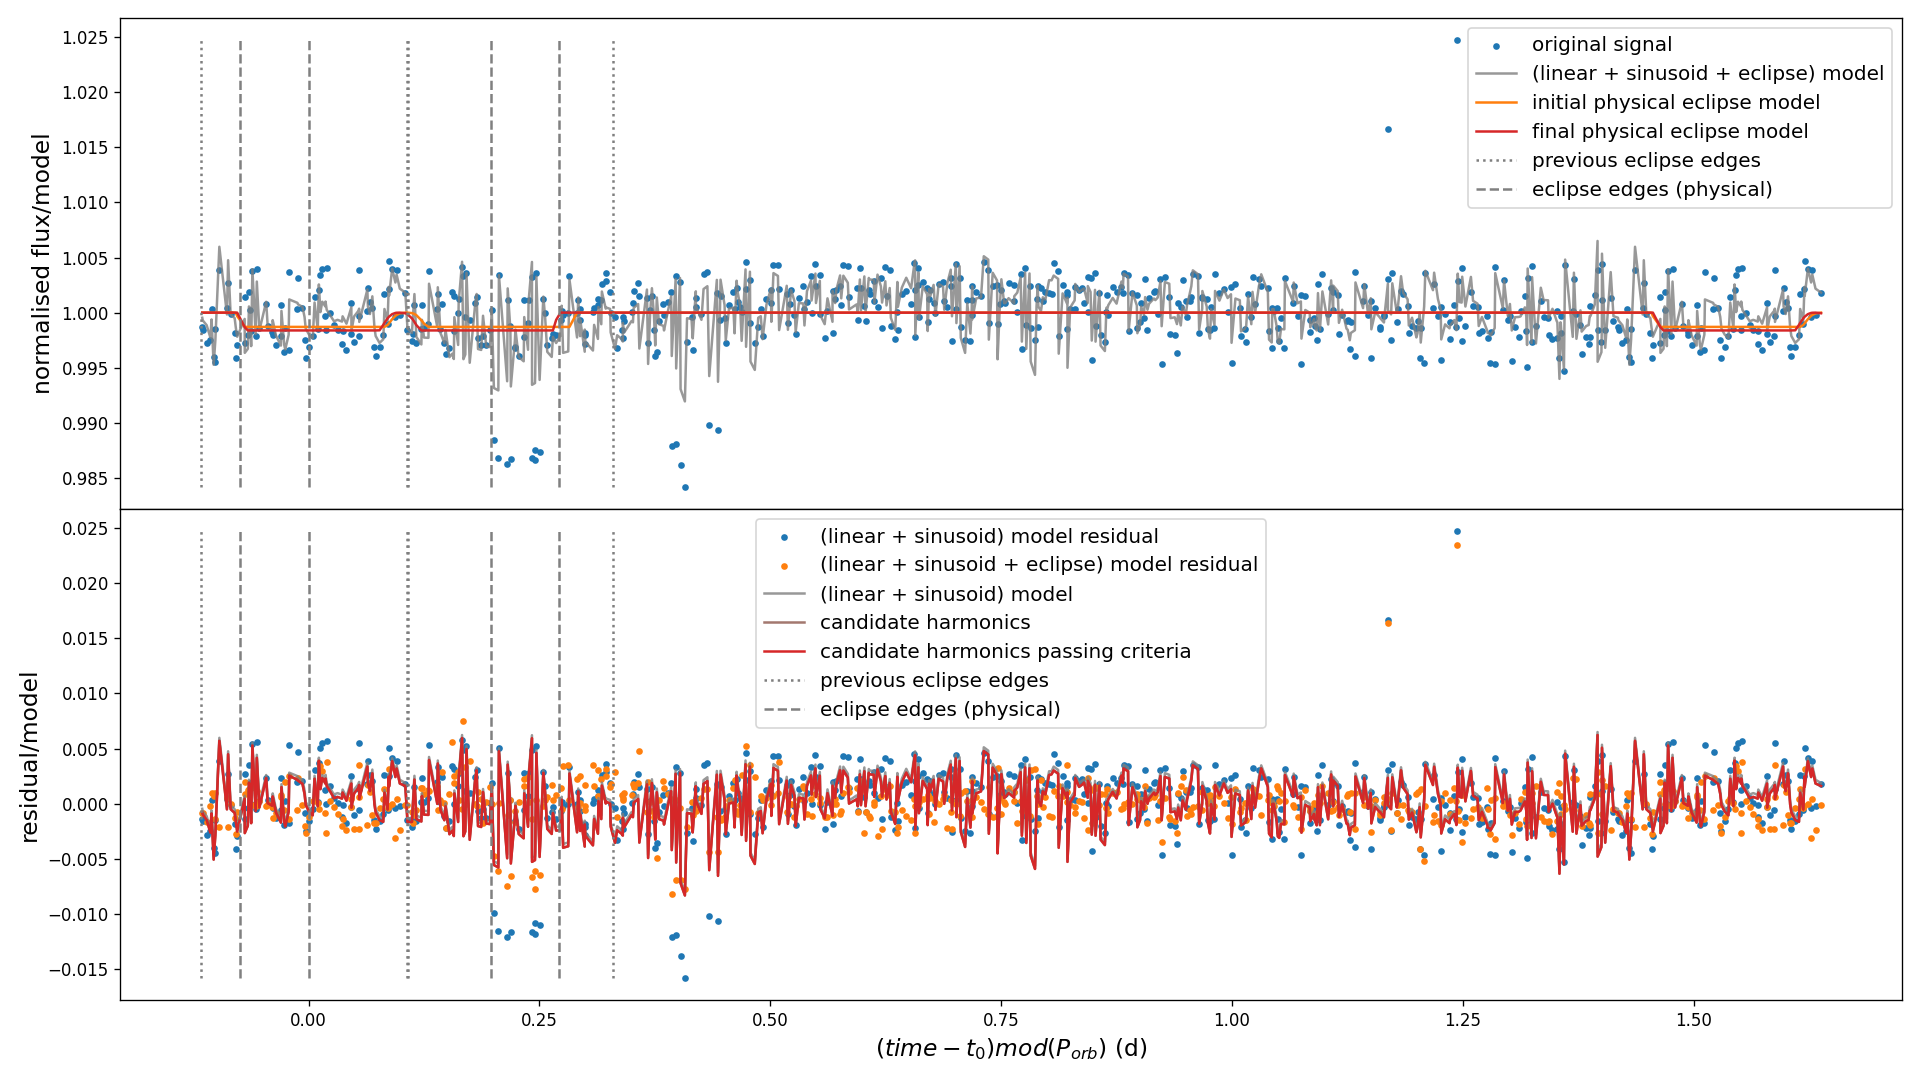 normalised flux/model
1.025
1.020
1.015
1.010
1.005
1.000
0.995
0.990
0.985
original signal
(linear + sinusoid + eclipse) model
initial physical eclipse model
final physical eclipse model
previous eclipse edges
eclipse edges (physical)
residual/model
0.025
0.020
0.015
0.010
0.005
0.000
−0.005
−0.010
−0.015
(linear + sinusoid) model residual
(linear + sinusoid + eclipse) model residual
(linear + sinusoid) model
candidate harmonics
candidate harmonics passing criteria
previous eclipse edges
eclipse edges (physical)
0.00 0.25 0.50 0.75 1.00 1.25 1.50
(time − t₀)mod(P_orb) (d)